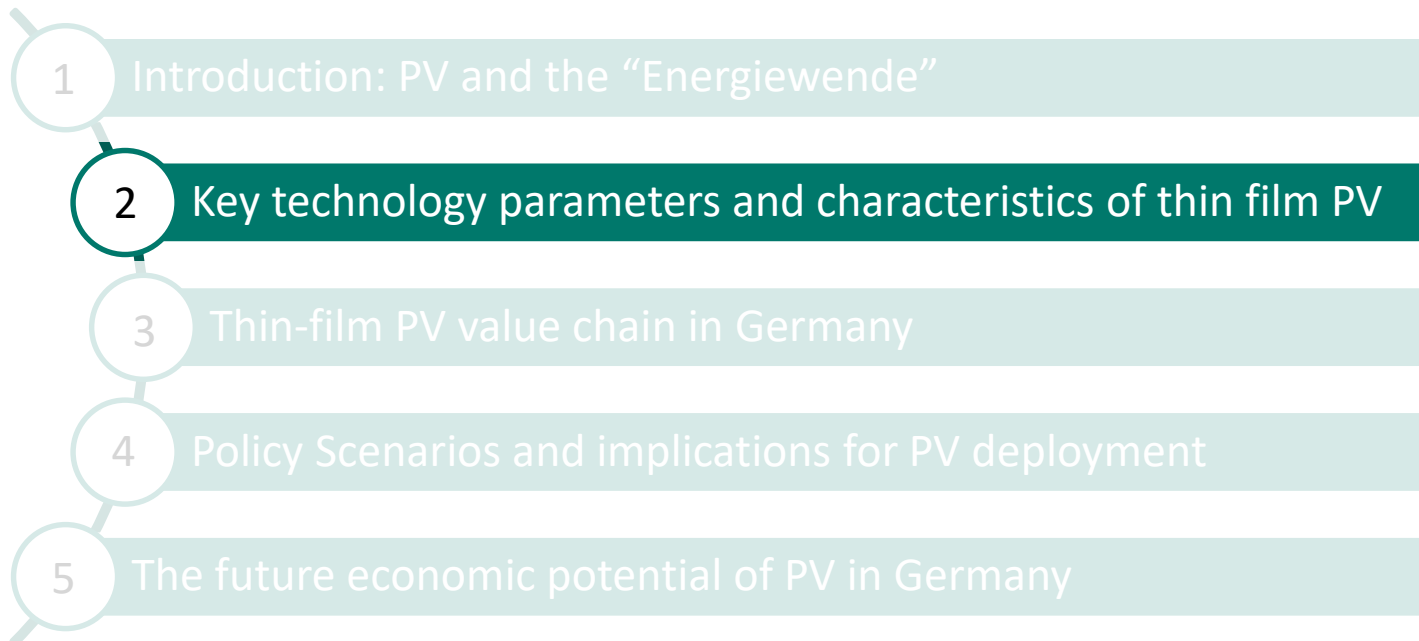 1 Introduction: PV and the “Energiewende”
2 Key technology parameters and characteristics of thin film PV
3 Thin-film PV value chain in Germany
4 Policy Scenarios and implications for PV deployment
5 The future economic potential of PV in Germany